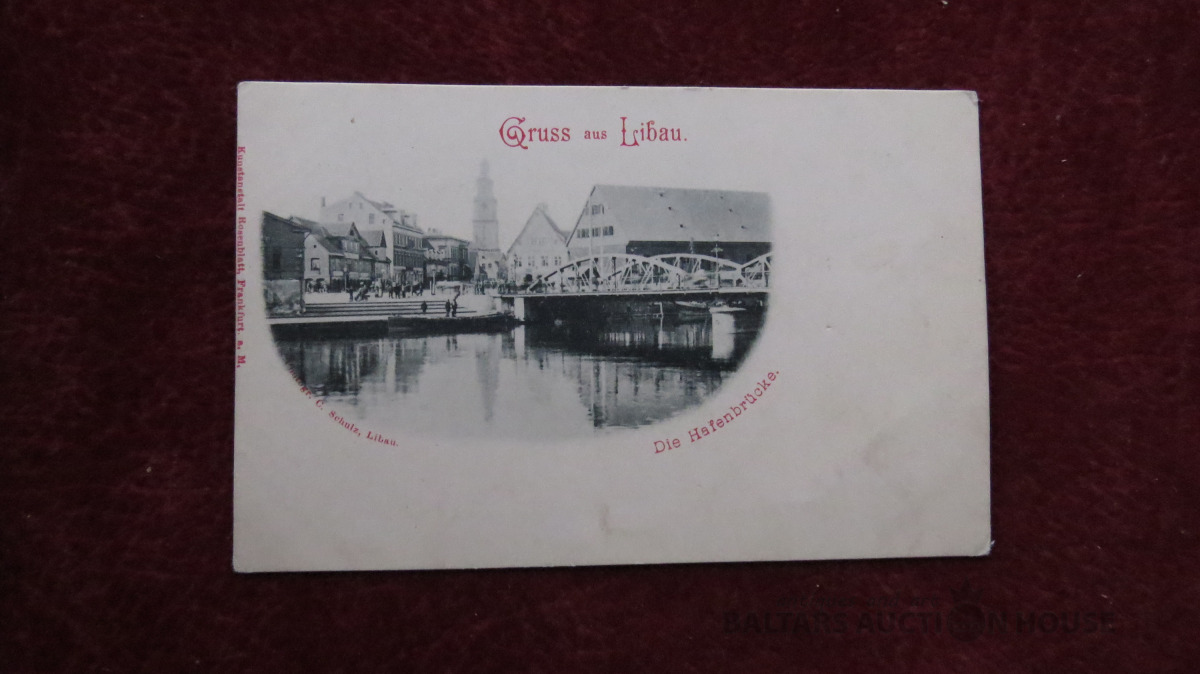 Gruss aus Libau.
Kunstanstalt Rosenblatt, Frankfurt a. M.
C. Schulz, Libau.
Die Hafenbrücke.
BALTARS AUCTION HOUSE